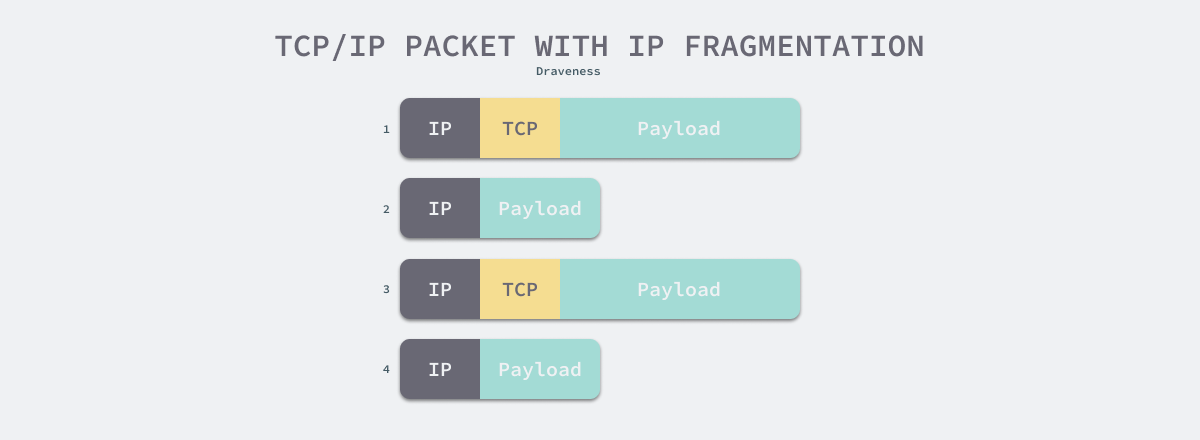 TCP/IP PACKET WITH IP FRAGMENTATION
Draveness
1 IP TCP Payload
2 IP Payload
3 IP TCP Payload
4 IP Payload